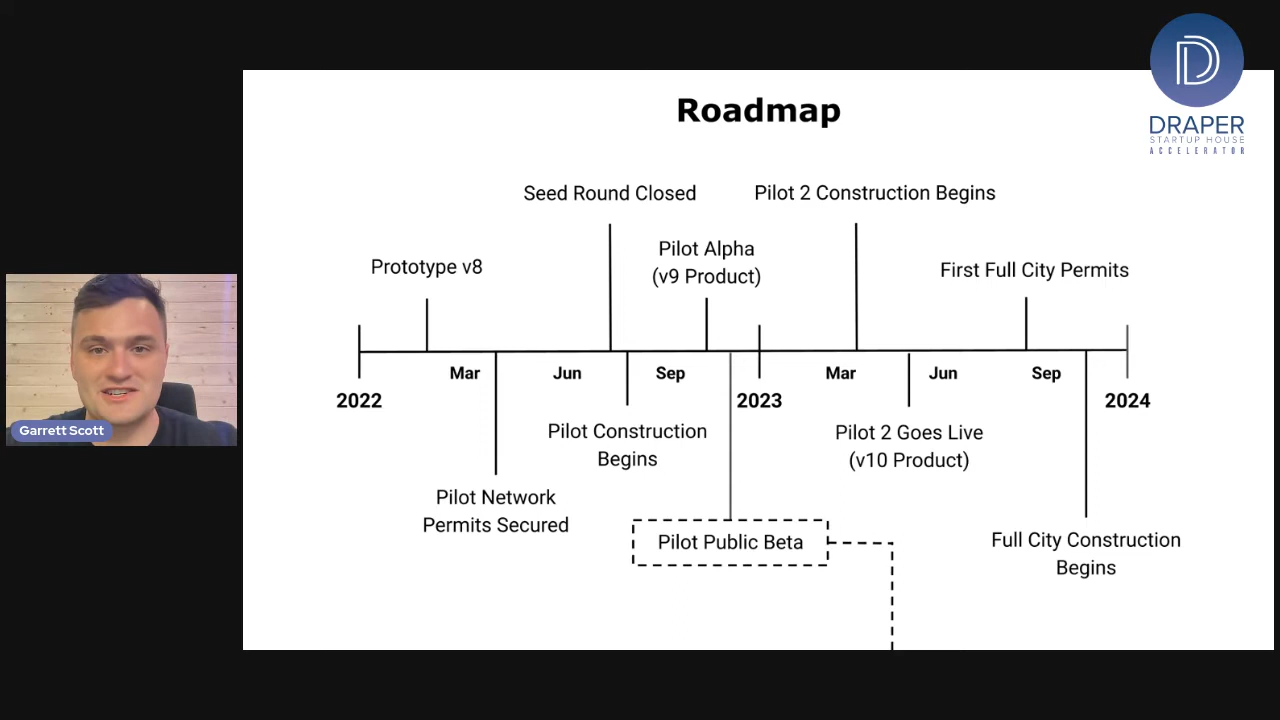 DRAPER
STARTUP HOUSE
ACCELERATOR
Roadmap
Seed Round Closed
Pilot 2 Construction Begins
Pilot Alpha
(v9 Product)
Prototype v8
First Full City Permits
Mar
Jun
Sep
Mar
Jun
Sep
2022
2023
2024
Pilot Construction
Begins
Pilot 2 Goes Live
(v10 Product)
Pilot Network
Permits Secured
Pilot Public Beta
Full City Construction
Begins
Garrett Scott